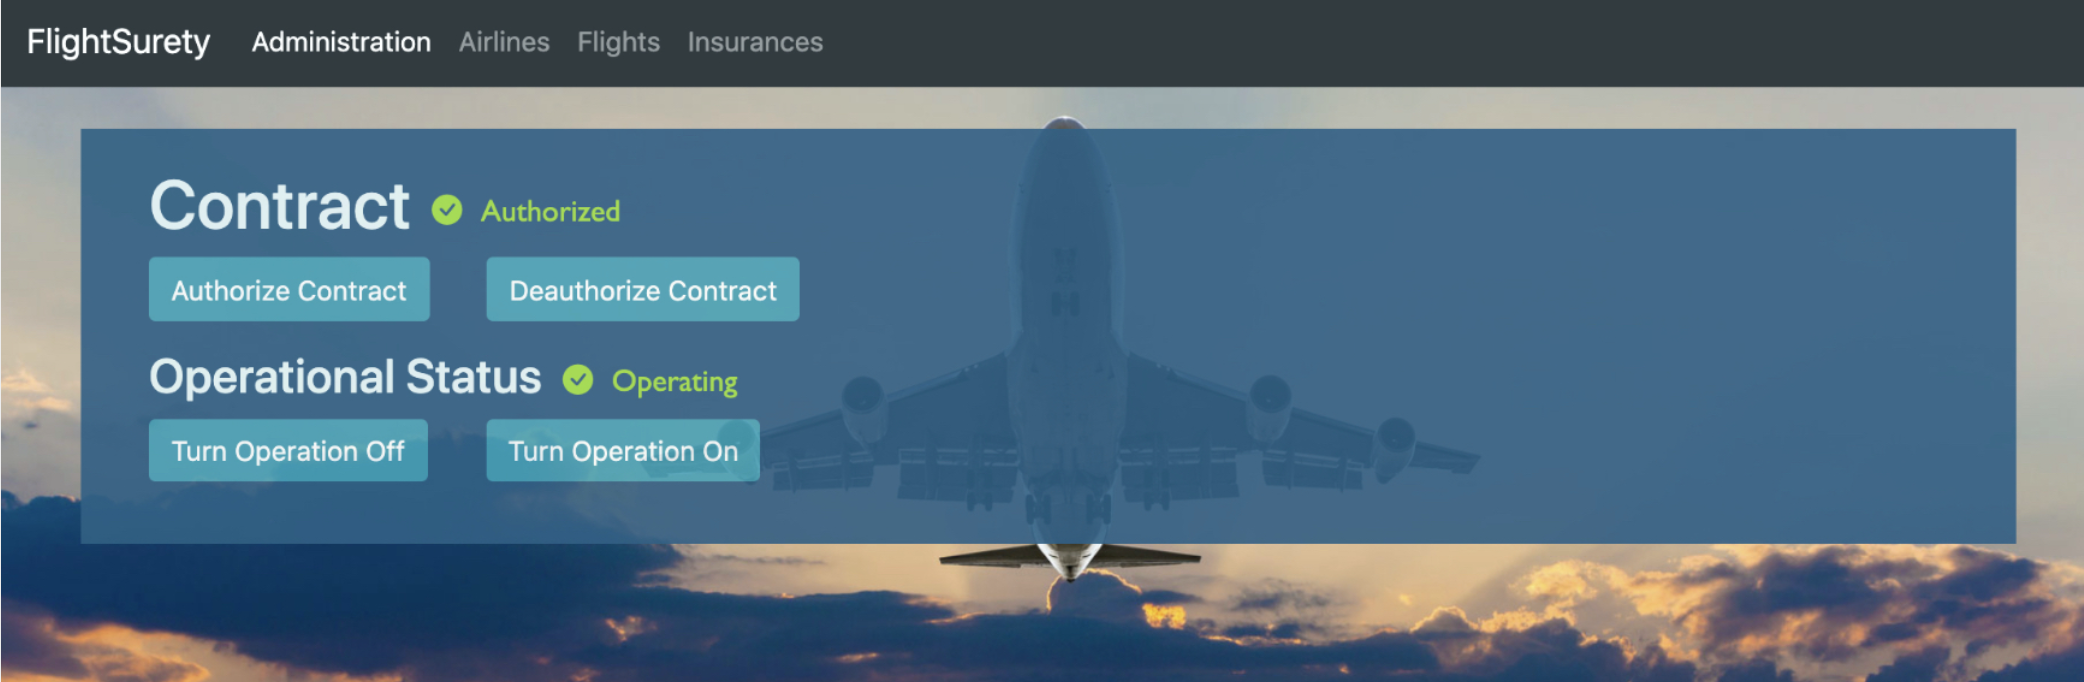 FlightSurety Administration Airlines Flights Insurances
Contract Authorized
Authorize Contract Deauthorize Contract
Operational Status Operating
Turn Operation Off Turn Operation On